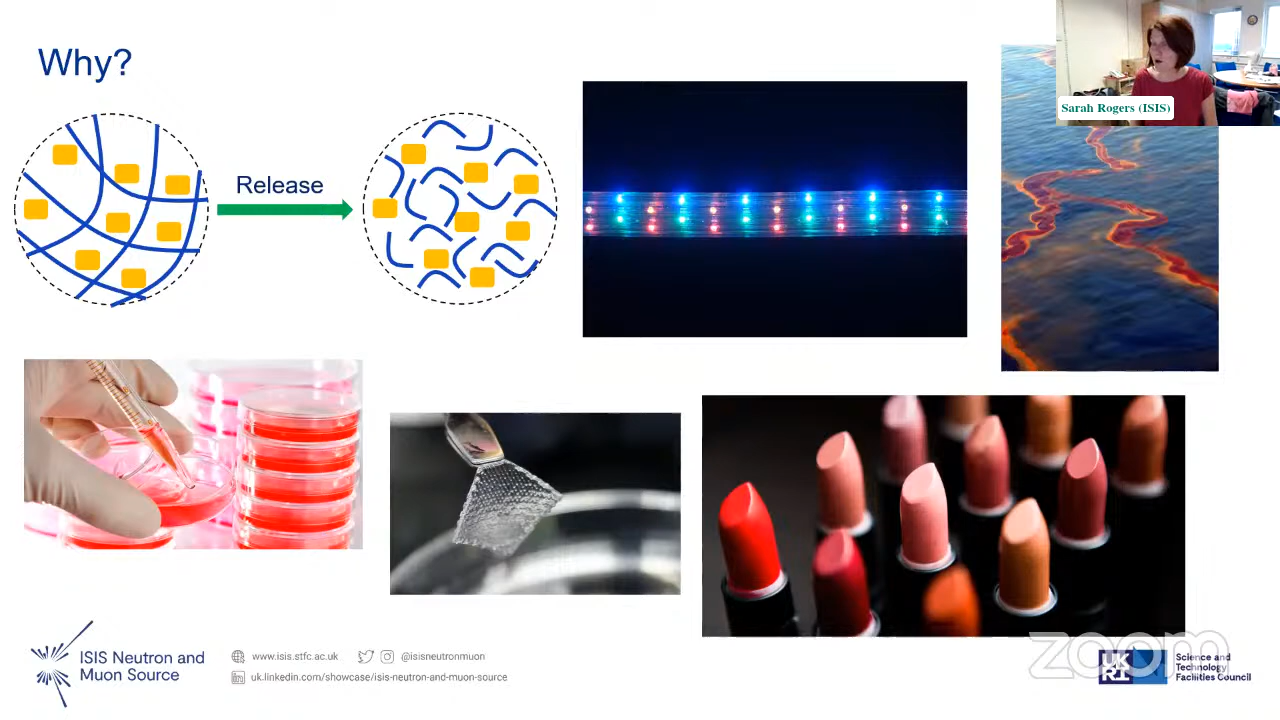 Why?
Sarah Rogers (ISIS)
Release
ISIS Neutron and
Muon Source
www.isis.stfc.ac.uk
@isisneutronmuon
uk.linkedin.com/showcase/isis-neutron-and-muon-source
zoom
UK
RI
Science and
Technology
Facilities Council